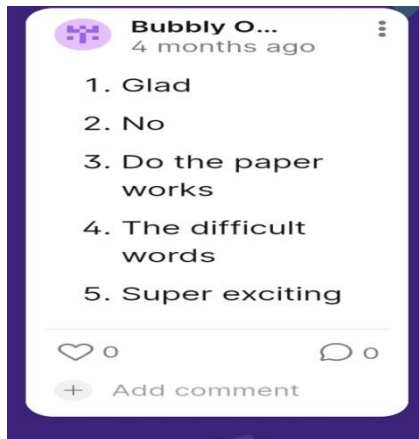 Bubbly O...
4 months ago
1. Glad
2. No
3. Do the paper
works
4. The difficult
words
5. Super exciting
0
0
+ Add comment